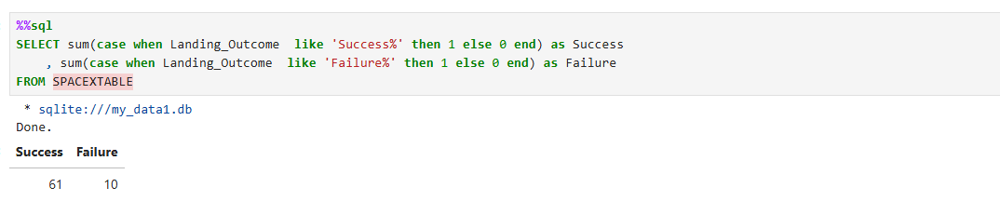 %%sql
SELECT sum(case when Landing_Outcome  like 'Success%' then 1 else 0 end) as Success
    , sum(case when Landing_Outcome  like 'Failure%' then 1 else 0 end) as Failure
FROM SPACEXTABLE
* sqlite:///my_data1.db
Done.
Success Failure
61 10